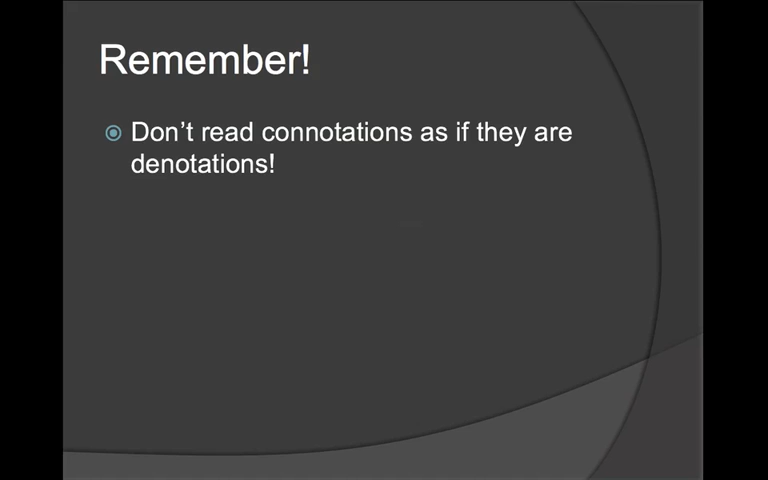 Remember!
Don’t read connotations as if they are
denotations!